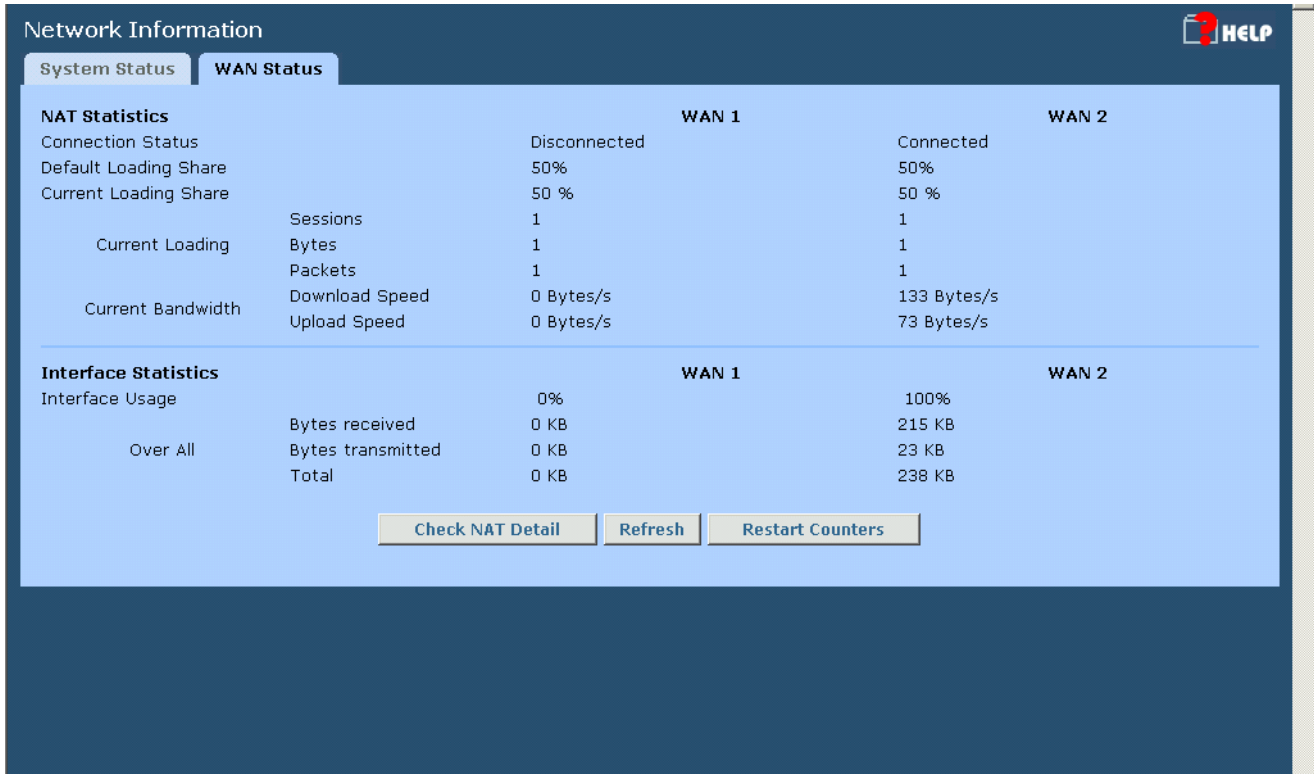 Network Information
HELP
System Status WAN Status
NAT Statistics WAN 1 WAN 2
Connection Status Disconnected Connected
Default Loading Share 50% 50%
Current Loading Share 50 % 50 %
Sessions 1 1
Current Loading Bytes 1 1
Packets 1 1
Current Bandwidth Download Speed 0 Bytes/s 133 Bytes/s
Upload Speed 0 Bytes/s 73 Bytes/s
Interface Statistics WAN 1 WAN 2
Interface Usage 0% 100%
Bytes received 0 KB 215 KB
Over All Bytes transmitted 0 KB 23 KB
Total 0 KB 238 KB
Check NAT Detail Refresh Restart Counters